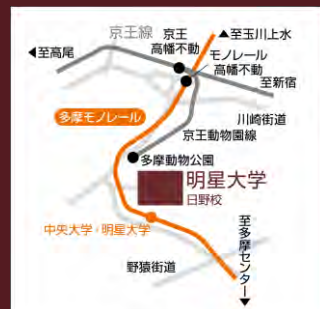 京王線
京王
高幡不動
▲至玉川上水
◀至高尾
モノレール
高幡不動
至新宿
川崎街道
多摩モノレール
京王動物園線
多摩動物公園
明星大学
日野校
中央大学・明星大学
野猿街道
至多摩センター▼